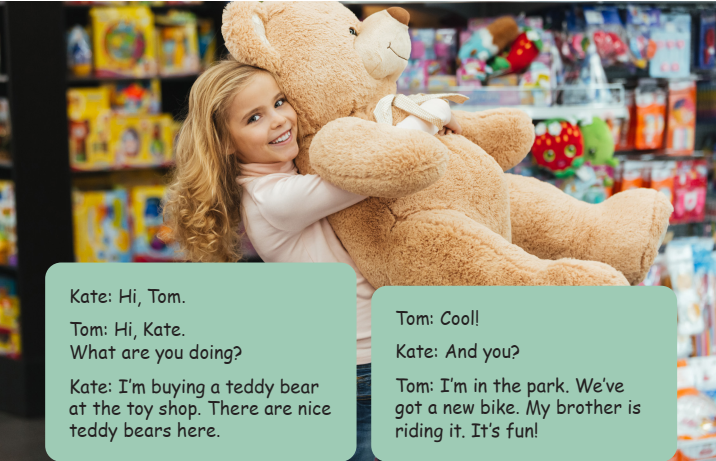 Kate: Hi, Tom.
Tom: Hi, Kate.
What are you doing?
Kate: I'm buying a teddy bear
at the toy shop. There are nice
teddy bears here.
Tom: Cool!
Kate: And you?
Tom: I'm in the park. We've
got a new bike. My brother is
riding it. It's fun!